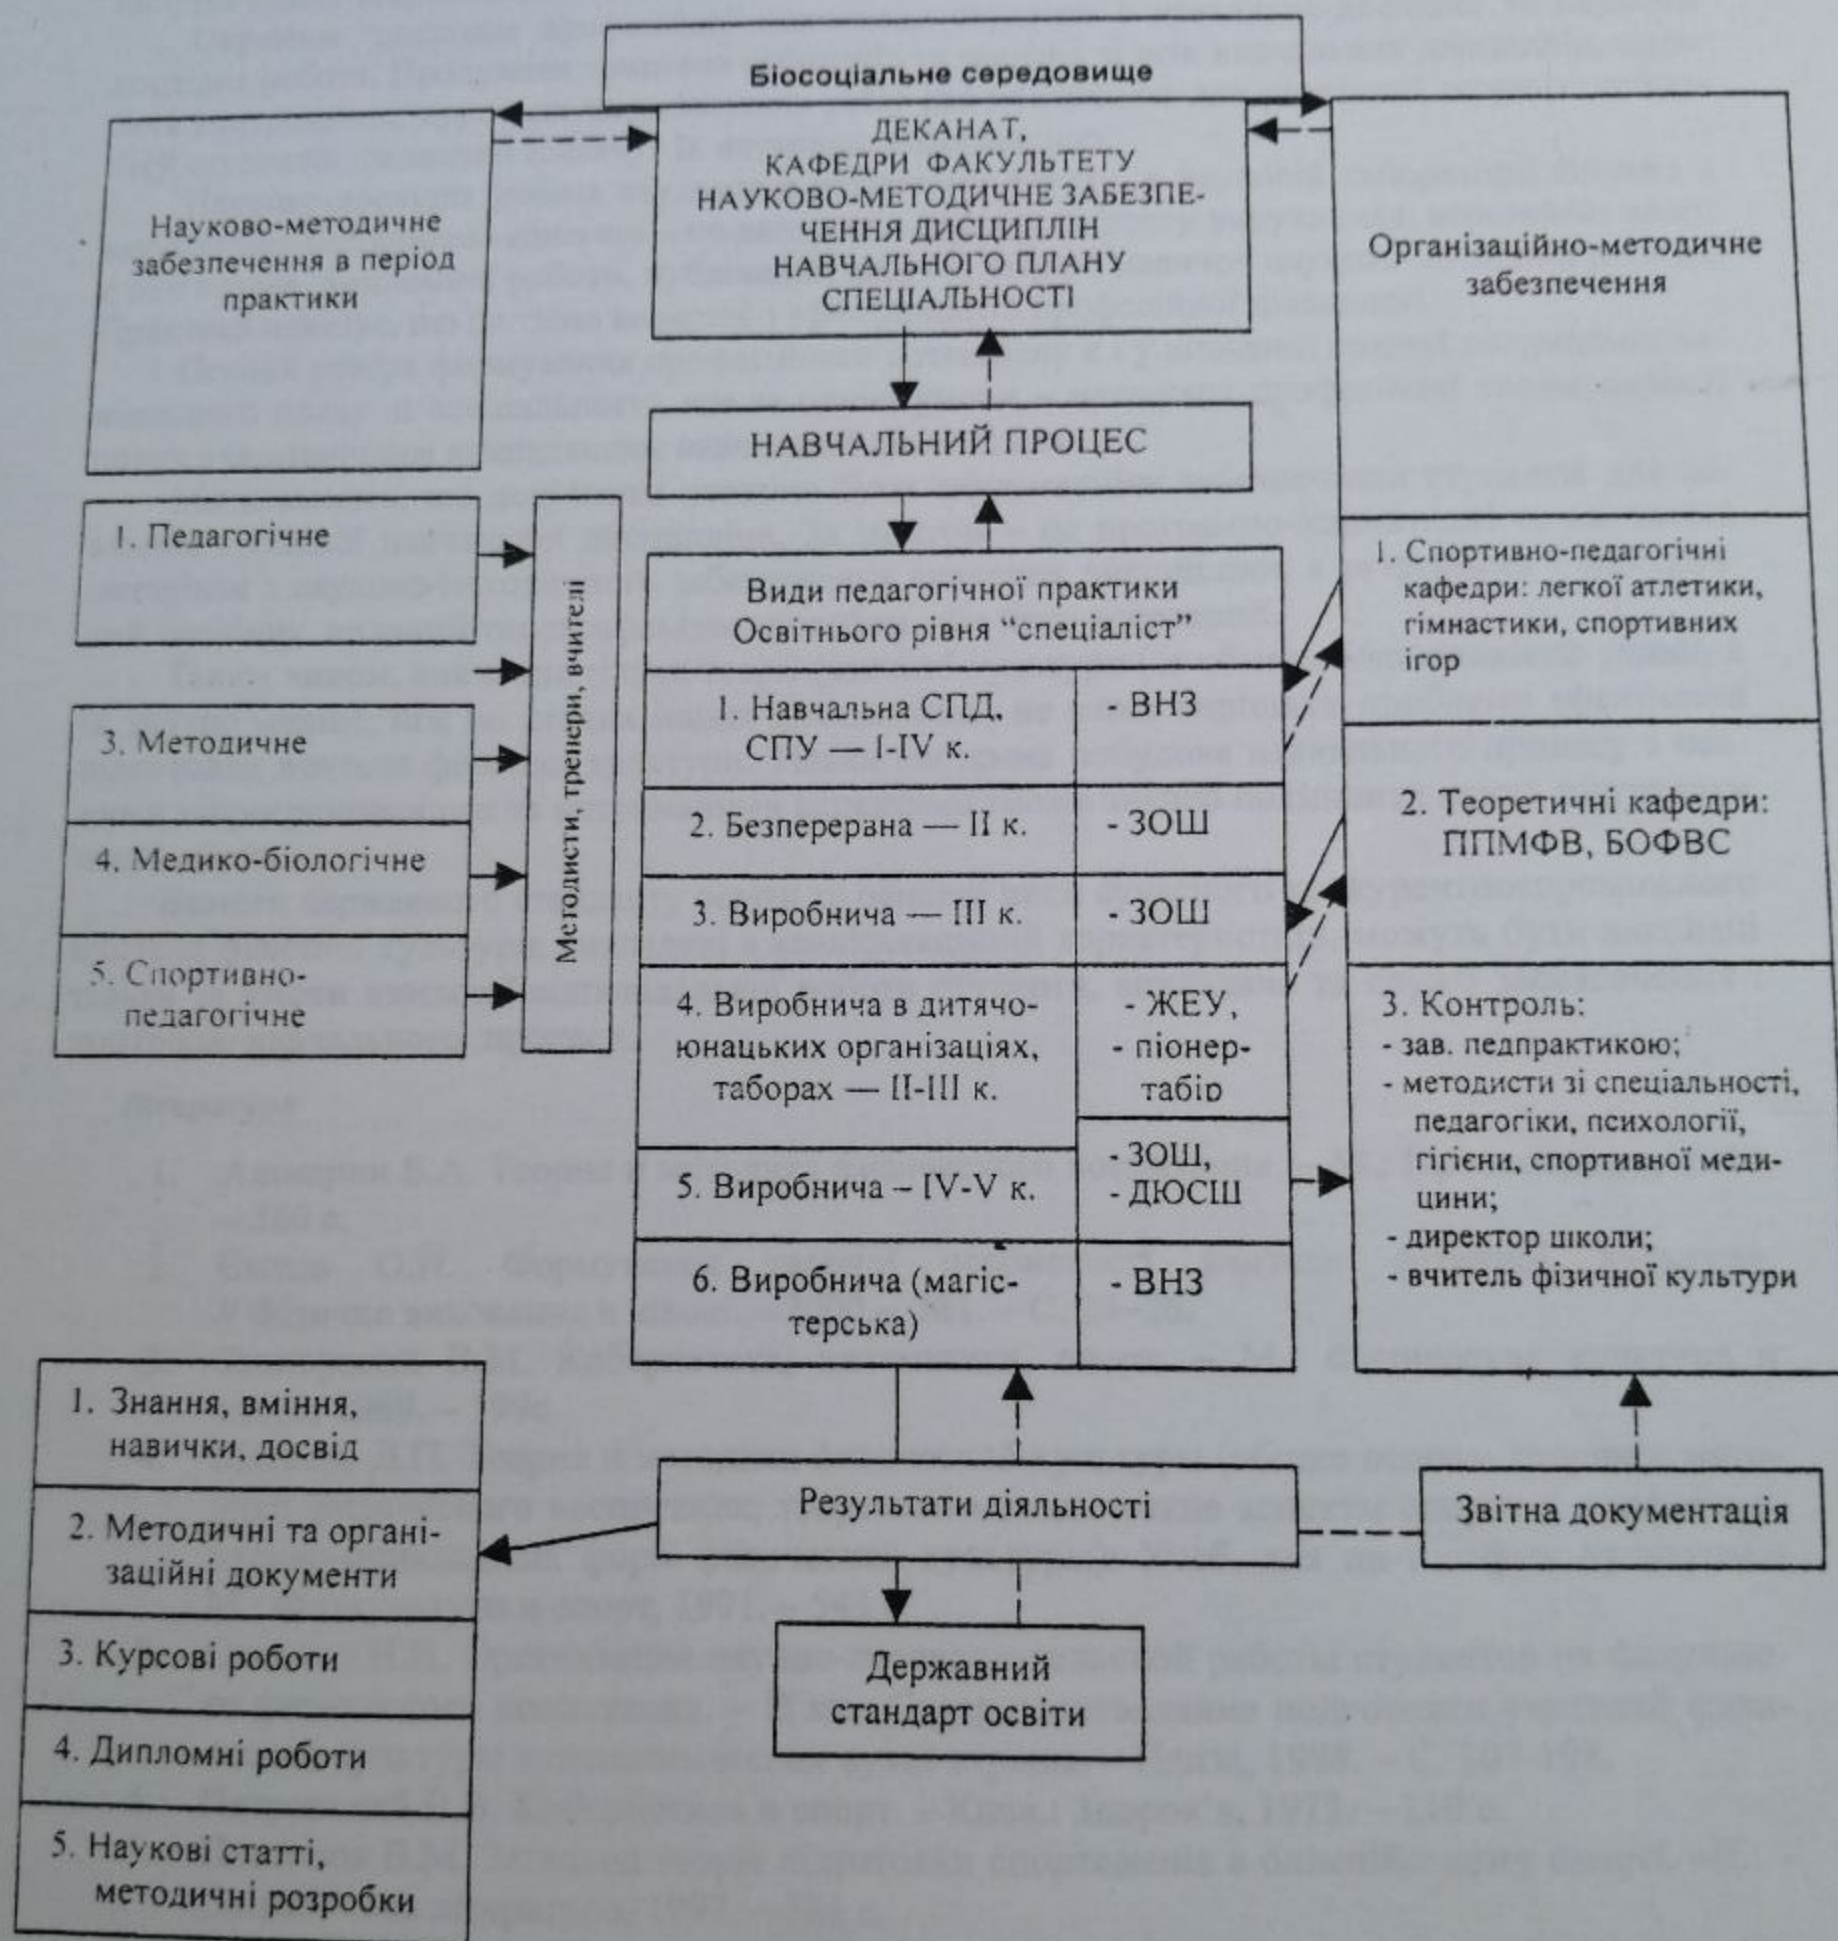 Біосоціальне середовище
ДЕКАНАТ,
КАФЕДРИ ФАКУЛЬТЕТУ
НАУКОВО-МЕТОДИЧНЕ ЗАБЕЗПЕ-
ЧЕННЯ ДИСЦИПЛІН
НАВЧАЛЬНОГО ПЛАНУ
СПЕЦІАЛЬНОСТІ
Науково-методичне
забезпечення в період
практики
Організаційно-методичне
забезпечення
НАВЧАЛЬНИЙ ПРОЦЕС
1. Педагогічне
3. Методичне
4. Медико-біологічне
5. Спортивно-
педагогічне
Методисти, тренери, вчителі
Види педагогічної практики
Освітнього рівня “спеціаліст”
1. Навчальна СПД,
СПУ — I-IV к.
- ВНЗ
2. Безперервна — II к.
- ЗОШ
3. Виробнича — III к.
- ЗОШ
4. Виробнича в дитячо-
юнацьких організаціях,
таборах — II-III к.
- ЖЕУ,
- піонер-
табір
5. Виробнича – IV-V к.
- ЗОШ,
- ДЮСШ
6. Виробнича (магіс-
терська)
- ВНЗ
1. Спортивно-педагогічні
кафедри: легкої атлетики,
гімнастики, спортивних
ігор
2. Теоретичні кафедри:
ППМФВ, БОФВС
3. Контроль:
- зав. педпрактикою;
- методисти зі спеціальності,
педагогіки, психології,
гігієни, спортивної меди-
цини;
- директор школи;
- вчитель фізичної культури
1. Знання, вміння,
навички, досвід
2. Методичні та органі-
заційні документи
3. Курсові роботи
4. Дипломні роботи
5. Наукові статті,
методичні розробки
Результати діяльності
Звітна документація
Державний
стандарт освіти